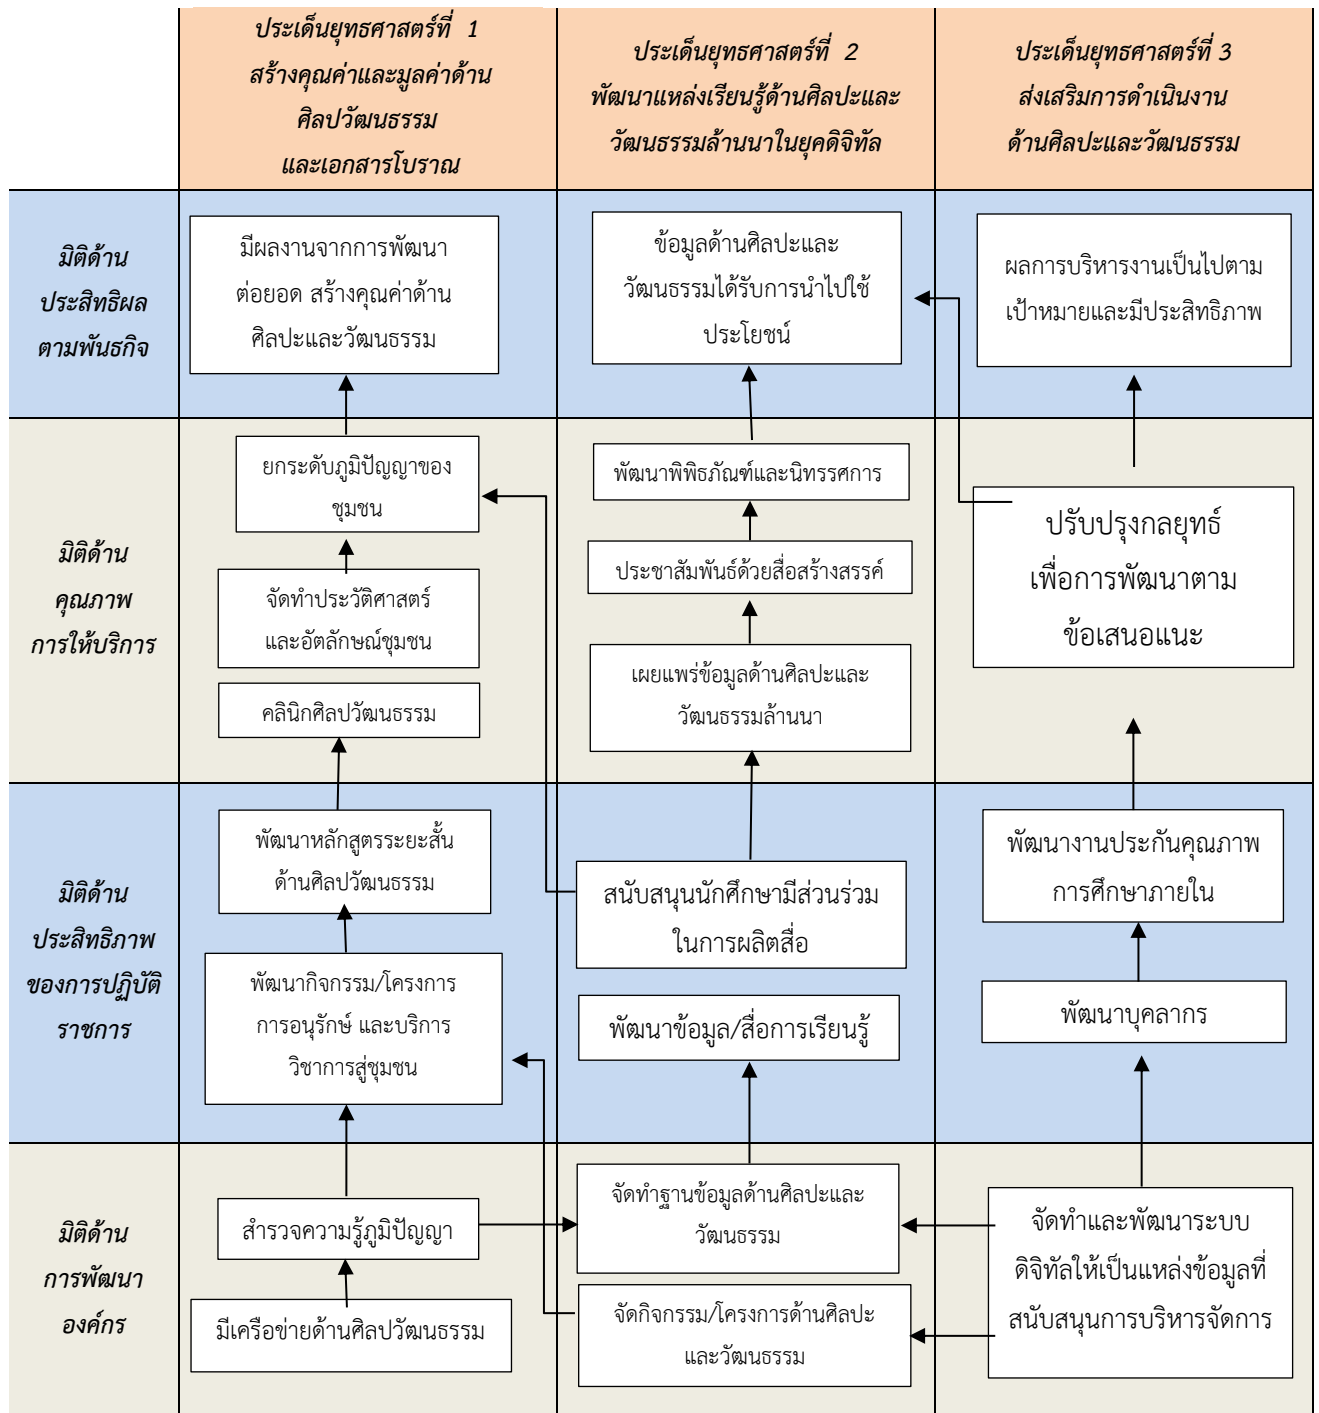 ประเด็นยุทธศาสตร์ที่ 1
สร้างคุณค่าและมูลค่าด้าน
ศิลปวัฒนธรรม
และเอกสารโบราณ
ประเด็นยุทธศาสตร์ที่ 2
พัฒนาแหล่งเรียนรู้ด้านศิลปะและ
วัฒนธรรมล้านนาในยุคดิจิทัล
ประเด็นยุทธศาสตร์ที่ 3
ส่งเสริมการดำเนินงาน
ด้านศิลปะและวัฒนธรรม
มิติด้าน
ประสิทธิผล
ตามพันธกิจ
มีผลงานจากการพัฒนา
ต่อยอด สร้างคุณค่าด้าน
ศิลปะและวัฒนธรรม
ข้อมูลด้านศิลปะและ
วัฒนธรรมได้รับการนำไปใช้
ประโยชน์
ผลการบริหารงานเป็นไปตาม
เป้าหมายและมีประสิทธิภาพ
มิติด้าน
คุณภาพ
การให้บริการ
ยกระดับภูมิปัญญาของ
ชุมชน
จัดทำประวัติศาสตร์
และอัตลักษณ์ชุมชน
คลินิกศิลปวัฒนธรรม
พัฒนาพิพิธภัณฑ์และนิทรรศการ
ประชาสัมพันธ์ด้วยสื่อสร้างสรรค์
เผยแพร่ข้อมูลด้านศิลปะและ
วัฒนธรรมล้านนา
ปรับปรุงกลยุทธ์
เพื่อการพัฒนาตาม
ข้อเสนอแนะ
มิติด้าน
ประสิทธิภาพ
ของการปฏิบัติ
ราชการ
พัฒนาหลักสูตรระยะสั้น
ด้านศิลปวัฒนธรรม
พัฒนากิจกรรม/โครงการ
การอนุรักษ์ และบริการ
วิชาการสู่ชุมชน
สนับสนุนนักศึกษามีส่วนร่วม
ในการผลิตสื่อ
พัฒนาข้อมูล/สื่อการเรียนรู้
พัฒนางานประกันคุณภาพ
การศึกษาภายใน
พัฒนาบุคลากร
มิติด้าน
การพัฒนา
องค์กร
สำรวจความรู้ภูมิปัญญา
มีเครือข่ายด้านศิลปวัฒนธรรม
จัดทำฐานข้อมูลด้านศิลปะและ
วัฒนธรรม
จัดกิจกรรม/โครงการด้านศิลปะ
และวัฒนธรรม
จัดทำและพัฒนาระบบ
ดิจิทัลให้เป็นแหล่งข้อมูลที่
สนับสนุนการบริหารจัดการ